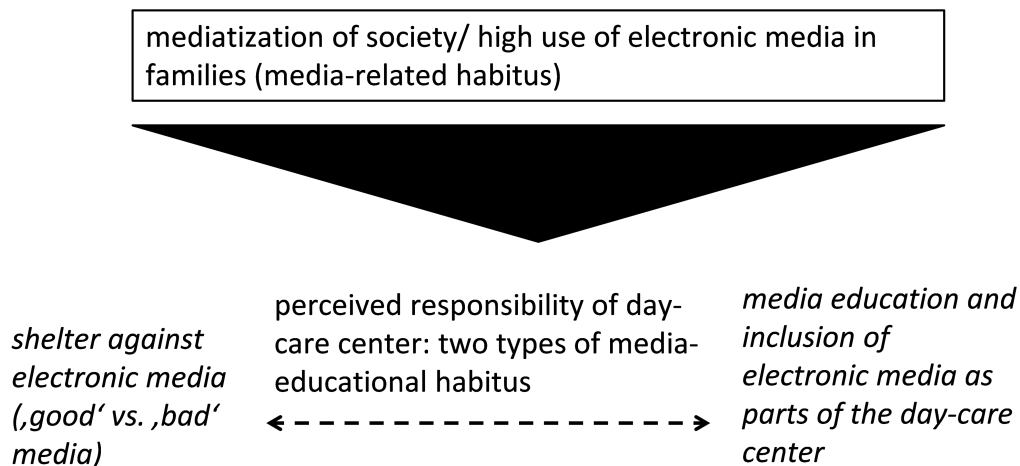 mediatization of society/ high use of electronic media in
families (media-related habitus)
perceived responsibility of day-
care center: two types of media-
educational habitus
shelter against
electronic media
(‚good‘ vs. ‚bad‘
media)
media education and
inclusion of
electronic media as
parts of the day-care
center